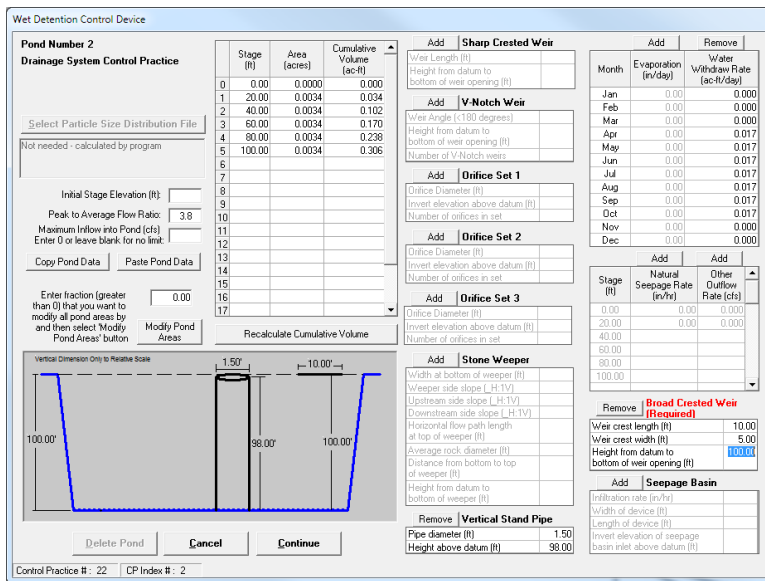 Wet Detention Control Device
Pond Number 2
Drainage System Control Practice
Select Particle Size Distribution File
Not needed - calculated by program
Initial Stage Elevation (ft):
Peak to Average Flow Ratio: 3.8
Maximum Inflow into Pond (cfs)
Enter 0 or leave blank for no limit:
Copy Pond Data Paste Pond Data
Enter fraction (greater
than 0) that you want to
modify all pond areas by
and then select 'Modify
Pond Areas' button
0.00
Modify Pond
Areas
Stage
(ft)
Area
(acres)
Cumulative
Volume
(ac-ft)
0 0.00 0.0000 0.000
1 20.00 0.0034 0.034
2 40.00 0.0034 0.102
3 60.00 0.0034 0.170
4 80.00 0.0034 0.238
5 100.00 0.0034 0.306
6
7
8
9
10
11
12
13
14
15
16
17
Recalculate Cumulative Volume
Vertical Dimension Only to Relative Scale
1.50'
10.00'
100.00'
98.00'
100.00'
Delete Pond Cancel Continue
Control Practice # : 22 CP Index # : 2
Add Sharp Crested Weir
Weir Length (ft)
Height from datum to
bottom of weir opening (ft)
Add V-Notch Weir
Weir Angle (<180 degrees)
Height from datum to
bottom of weir opening (ft)
Number of V-Notch weirs
Add Orifice Set 1
Orifice Diameter (ft)
Invert elevation above datum (ft)
Number of orifices in set
Add Orifice Set 2
Orifice Diameter (ft)
Invert elevation above datum (ft)
Number of orifices in set
Add Orifice Set 3
Orifice Diameter (ft)
Invert elevation above datum (ft)
Number of orifices in set
Add Stone Weeper
Width at bottom of weeper (ft)
Weeper side slope (_H:1V)
Upstream side slope (_H:1V)
Downstream side slope (_H:1V)
Horizontal flow path length
at top of weeper (ft)
Average rock diameter (ft)
Distance from bottom to top
of weeper (ft)
Height from datum to
bottom of weeper (ft)
Remove Vertical Stand Pipe
Pipe diameter (ft) 1.50
Height above datum (ft) 98.00
Add Remove
Month
Evaporation
(in/day)
Water
Withdraw Rate
(ac-ft/day)
Jan 0.00 0.000
Feb 0.00 0.000
Mar 0.00 0.000
Apr 0.00 0.017
May 0.00 0.017
Jun 0.00 0.017
Jul 0.00 0.017
Aug 0.00 0.017
Sep 0.00 0.017
Oct 0.00 0.017
Nov 0.00 0.000
Dec 0.00 0.000
Add Add
Stage
(ft)
Natural
Seepage Rate
(in/hr)
Other
Outflow
Rate (cfs)
0.00 0.00 0.000
20.00 0.00 0.000
40.00
60.00
80.00
100.00
Remove Broad Crested Weir
(Required)
Weir crest length (ft) 10.00
Weir crest width (ft) 5.00
Height from datum to
bottom of weir opening (ft)
100.00
Add Seepage Basin
Infiltration rate (in/hr)
Width of device (ft)
Length of device (ft)
Invert elevation of seepage
basin inlet above datum (ft)